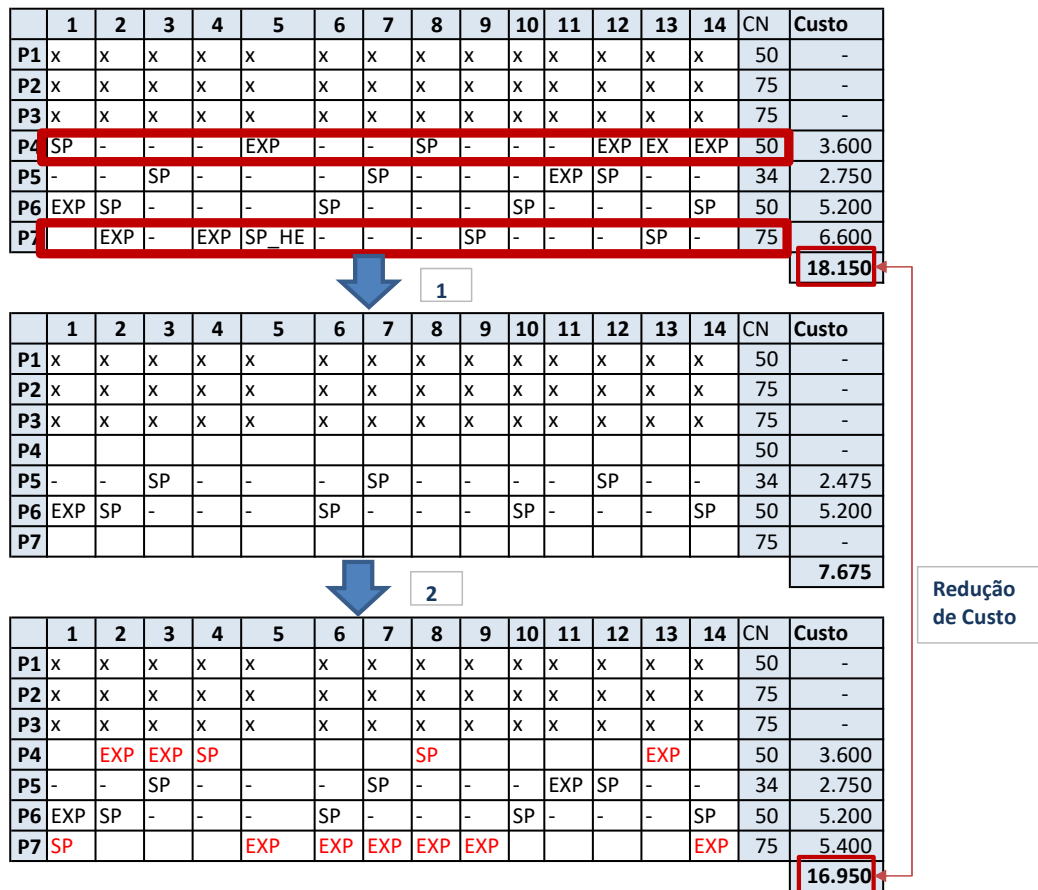 1 2 3 4 5 6 7 8 9 10 11 12 13 14 CN Custo
P1 x x x x x x x x x x x x x x 50 -
P2 x x x x x x x x x x x x x x 75 -
P3 x x x x x x x x x x x x x x 75 -
P4 SP - - - EXP - - SP - - - EXP EX EXP 50 3.600
P5 - - SP - - - SP - - - EXP SP - - 34 2.750
P6 EXP SP - - - SP - - - SP - - - SP 50 5.200
P7 EXP - EXP SP_HE - - - SP - - - SP - 75 6.600
18.150
1
1 2 3 4 5 6 7 8 9 10 11 12 13 14 CN Custo
P1 x x x x x x x x x x x x x x 50 -
P2 x x x x x x x x x x x x x x 75 -
P3 x x x x x x x x x x x x x x 75 -
P4 50 -
P5 - - SP - - - SP - - - - SP - - 34 2.475
P6 EXP SP - - - SP - - - SP - - - SP 50 5.200
P7 75 -
7.675
2
Redução
de Custo
1 2 3 4 5 6 7 8 9 10 11 12 13 14 CN Custo
P1 x x x x x x x x x x x x x x 50 -
P2 x x x x x x x x x x x x x x 75 -
P3 x x x x x x x x x x x x x x 75 -
P4 EXP EXP SP SP EXP 50 3.600
P5 - - SP - - - SP - - - EXP SP - - 34 2.750
P6 EXP SP - - - SP - - - SP - - - SP 50 5.200
P7 SP EXP EXP EXP EXP EXP EXP 75 5.400
16.950